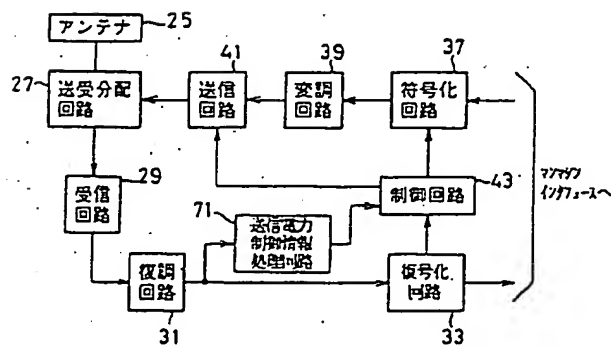 アンテナ
25
27
送受分配
回路
41
送信
回路
39
変調
回路
37
符号化
回路
29
受信
回路
71
送信電力
制御情報
処理回路
制御回路
43
マンマシン
インタフェースへ
復調
回路
31
復号化
回路
33